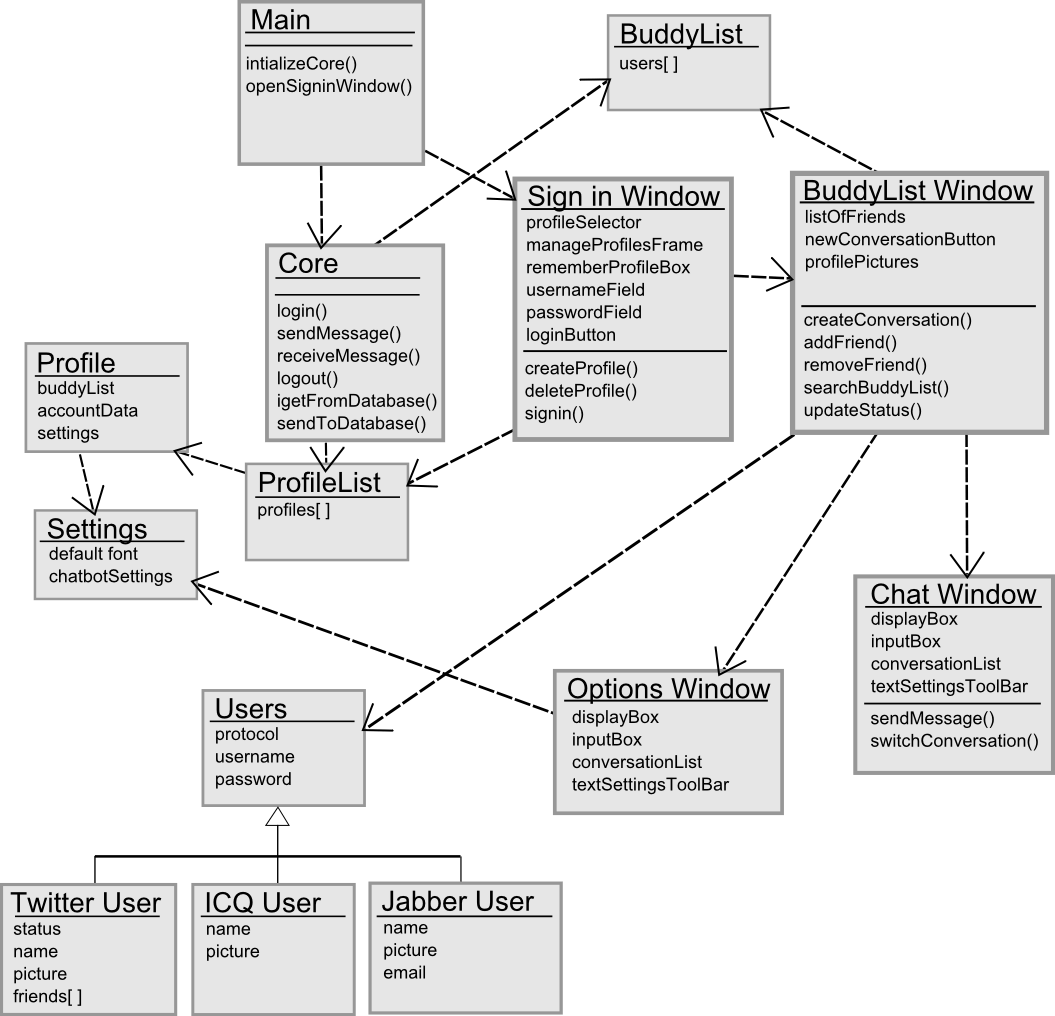 Main
intializeCore()
openSigninWindow()
BuddyList
users[ ]
Sign in Window
profileSelector
manageProfilesFrame
rememberProfileBox
usernameField
passwordField
loginButton
createProfile()
deleteProfile()
signin()
BuddyList Window
listOfFriends
newConversationButton
profilePictures
createConversation()
addFriend()
removeFriend()
searchBuddyList()
updateStatus()
Core
login()
sendMessage()
receiveMessage()
logout()
igetFromDatabase()
sendToDatabase()
Profile
buddyList
accountData
settings
ProfileList
profiles[ ]
Settings
default font
chatbotSettings
Chat Window
displayBox
inputBox
conversationList
textSettingsToolBar
sendMessage()
switchConversation()
Options Window
displayBox
inputBox
conversationList
textSettingsToolBar
Users
protocol
username
password
Twitter User
status
name
picture
friends[ ]
ICQ User
name
picture
Jabber User
name
picture
email